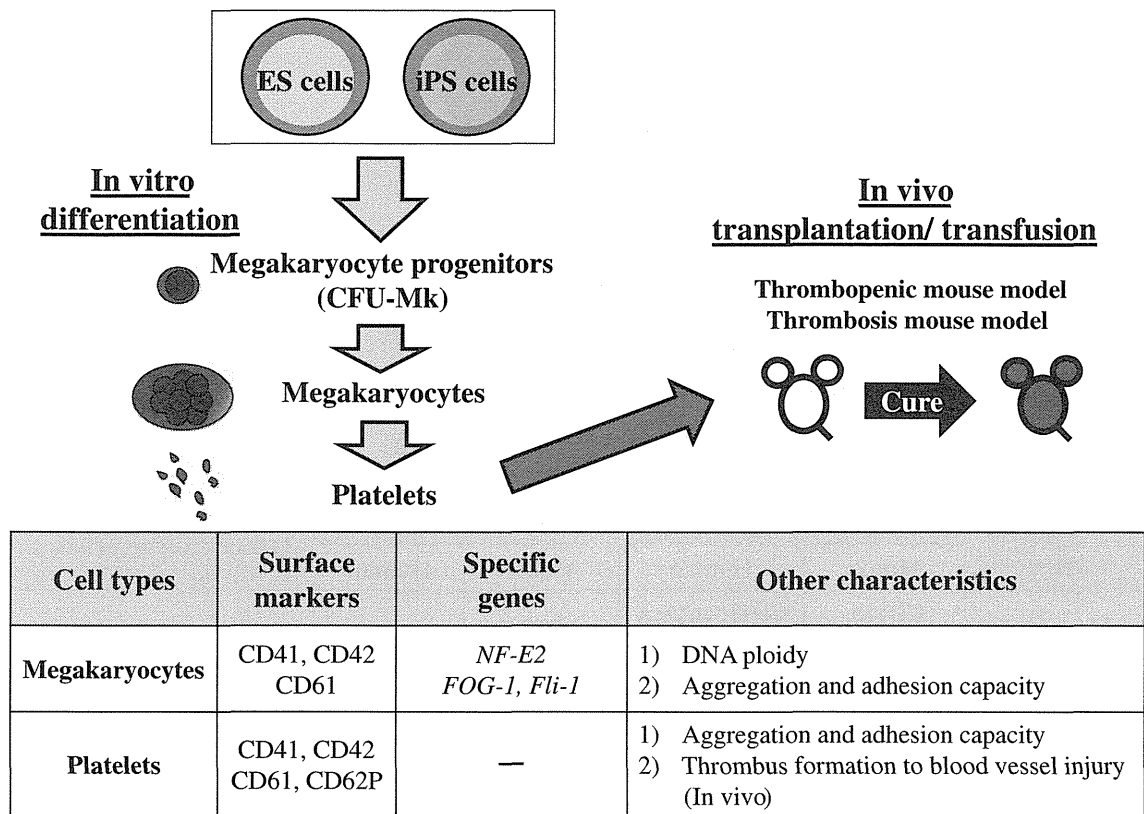 ES cells
iPS cells
In vitro
differentiation
Megakaryocyte progenitors
(CFU-Mk)
Megakaryocytes
Platelets
In vivo
transplantation/ transfusion
Thrombopenic mouse model
Thrombosis mouse model
Cure
Cell types
Surface
markers
Specific
genes
Other characteristics
Megakaryocytes
CD41, CD42
CD61
NF-E2
FOG-1, Fli-1
1) DNA ploidy
2) Aggregation and adhesion capacity
Platelets
CD41, CD42
CD61, CD62P
—
1) Aggregation and adhesion capacity
2) Thrombus formation to blood vessel injury
(In vivo)